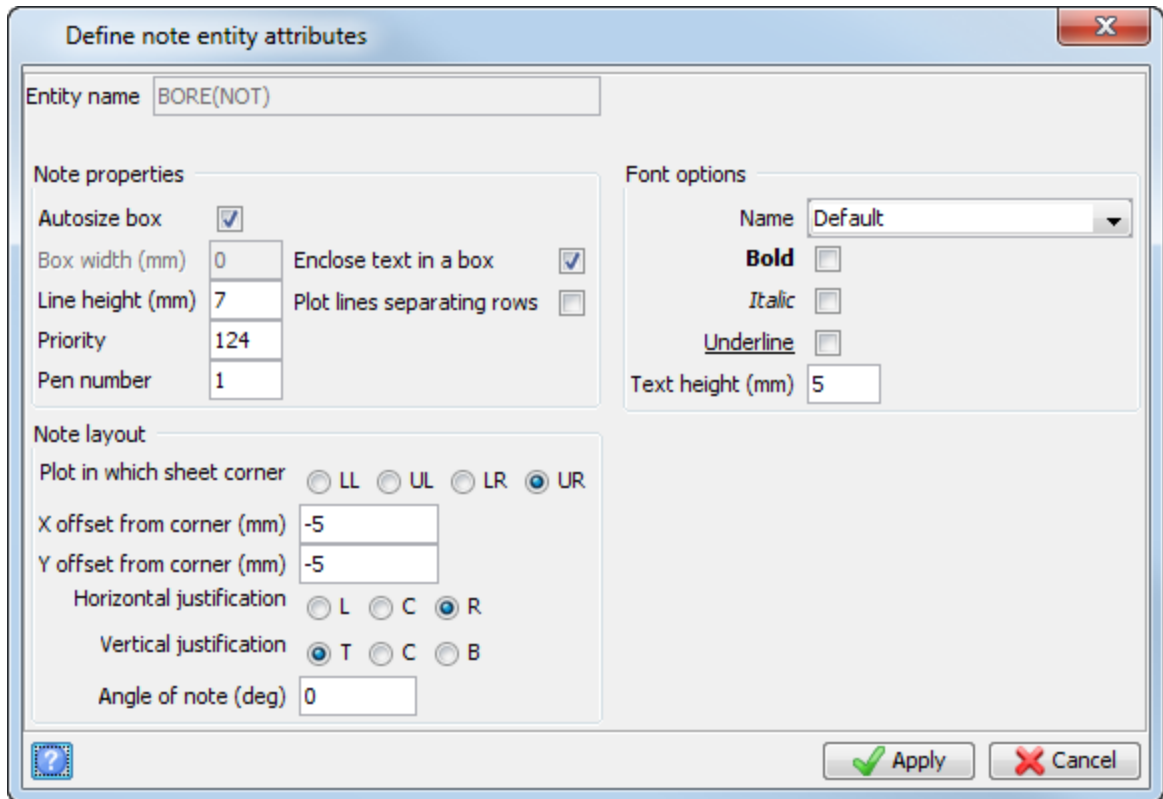 Define note entity attributes
Entity name BORE(NOT)
Note properties
Autosize box
Box width (mm) 0 Enclose text in a box
Line height (mm) 7 Plot lines separating rows
Priority 124
Pen number 1
Font options
Name Default
Bold
Italic
Underline
Text height (mm) 5
Note layout
Plot in which sheet corner LL UL LR UR
X offset from corner (mm) -5
Y offset from corner (mm) -5
Horizontal justification L C R
Vertical justification T C B
Angle of note (deg) 0
? Apply Cancel